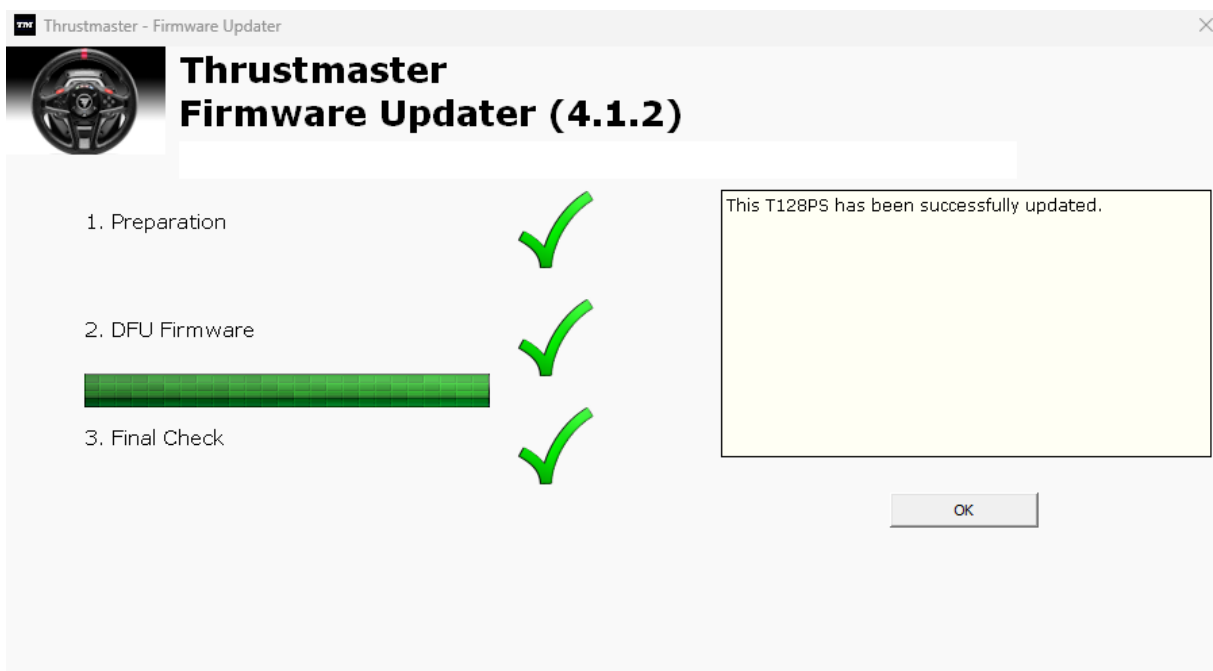 TM Thrustmaster - Firmware Updater
Thrustmaster
Firmware Updater (4.1.2)
1. Preparation
This T128PS has been successfully updated.
2. DFU Firmware
3. Final Check
OK